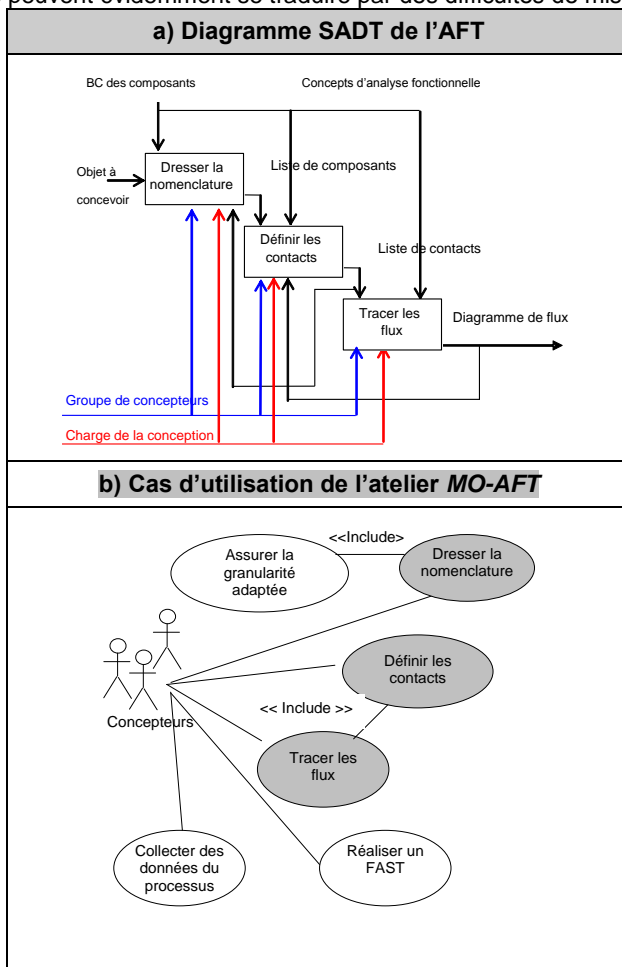 peuvent évidemment se traduire par des difficultés de mis
a) Diagramme SADT de l'AFT
BC des composants
Concepts d'analyse fonctionnelle
Objet à
concevoir
Dresser la
nomenclature
Liste de composants
Définir les
contacts
Liste de contacts
Tracer les
flux
Diagramme de flux
Groupe de concepteurs
Charge de la conception
b) Cas d'utilisation de l'atelier MO-AFT
<<Include>
Assurer la
granularité
adaptée
Dresser la
nomenclature
Définir les
contacts
<< Include >>
Concepteurs
Tracer les
flux
Collecter des
données du
processus
Réaliser un
FAST